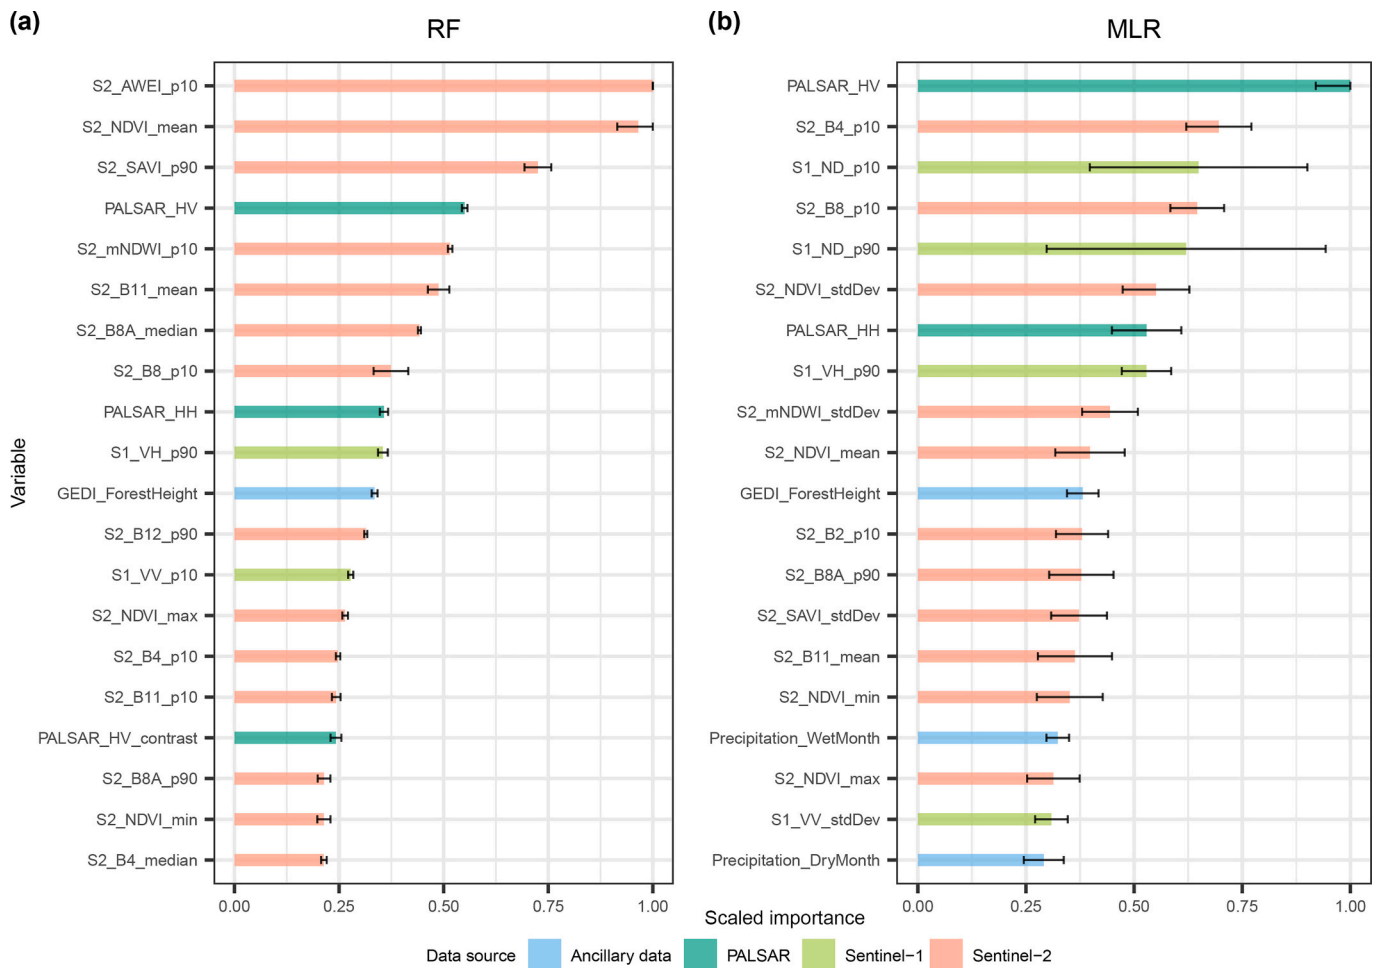 (a)
RF
S2_AWEI_p10
S2_NDVI_mean
S2_SAVI_p90
PALSAR_HV
S2_mNDWI_p10
S2_B11_mean
S2_B8A_median
S2_B8_p10
PALSAR_HH
S1_VH_p90
GEDI_ForestHeight
S2_B12_p90
S1_VV_p10
S2_NDVI_max
S2_B4_p10
S2_B11_p10
PALSAR_HV_contrast
S2_B8A_p90
S2_NDVI_min
S2_B4_median
Variable
0.00 0.25 0.50 0.75 1.00
(b)
MLR
PALSAR_HV
S2_B4_p10
S1_ND_p10
S2_B8_p10
S1_ND_p90
S2_NDVI_stdDev
PALSAR_HH
S1_VH_p90
S2_mNDWI_stdDev
S2_NDVI_mean
GEDI_ForestHeight
S2_B2_p10
S2_B8A_p90
S2_SAVI_stdDev
S2_B11_mean
S2_NDVI_min
Precipitation_WetMonth
S2_NDVI_max
S1_VV_stdDev
Precipitation_DryMonth
0.00 0.25 0.50 0.75 1.00
Scaled importance
Data source Ancillary data PALSAR Sentinel−1 Sentinel−2